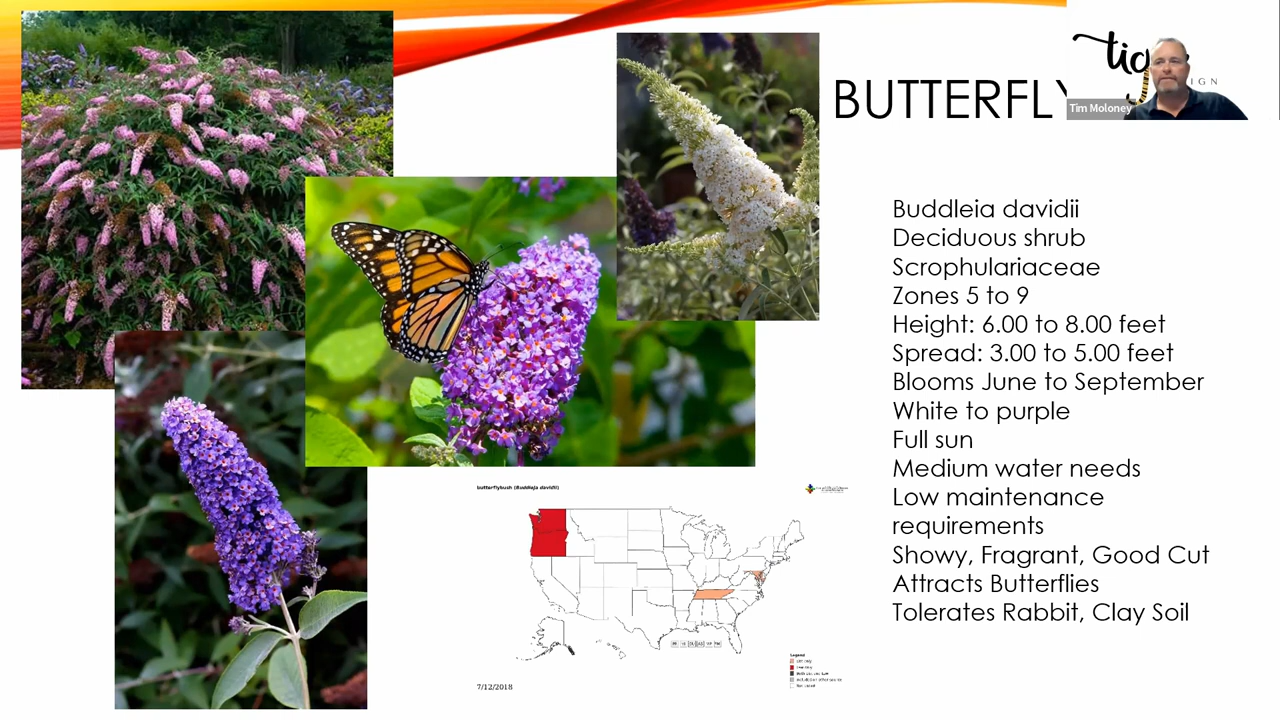 BUTTERFLY
tig
IGN
Tim Moloney
Buddleia davidii
Deciduous shrub
Scrophulariaceae
Zones 5 to 9
Height: 6.00 to 8.00 feet
Spread: 3.00 to 5.00 feet
Blooms June to September
White to purple
Full sun
Medium water needs
Low maintenance
requirements
Showy, Fragrant, Good Cut
Attracts Butterflies
Tolerates Rabbit, Clay Soil
butterflybush (Buddleja davidii)
Legend
7/12/2018